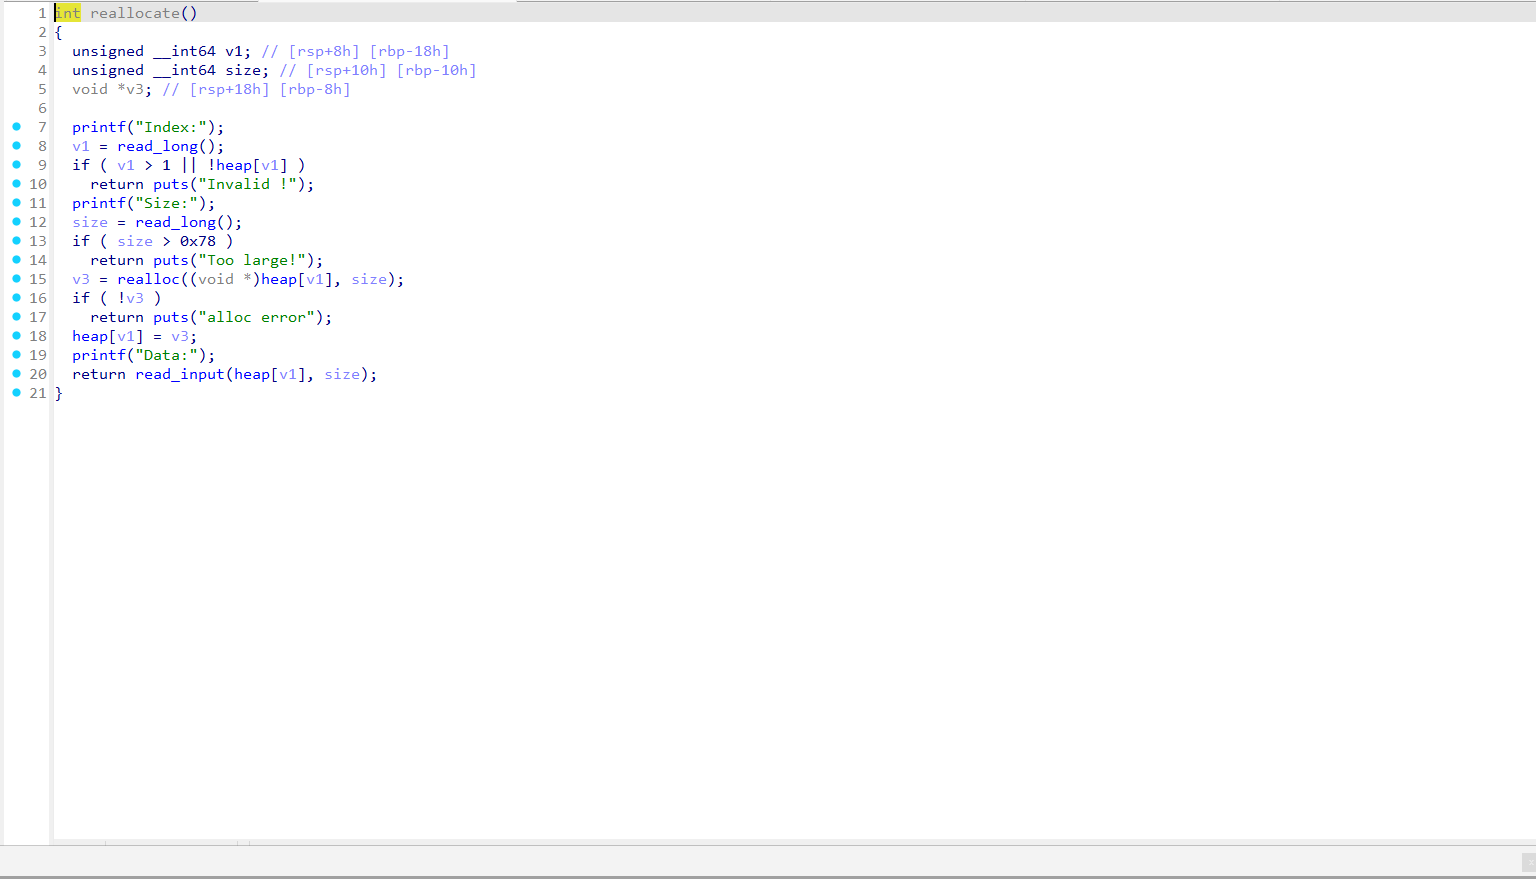 1 int reallocate()
2 {
3 unsigned __int64 v1; // [rsp+8h] [rbp-18h]
4 unsigned __int64 size; // [rsp+10h] [rbp-10h]
5 void *v3; // [rsp+18h] [rbp-8h]
6
7 printf("Index:");
8 v1 = read_long();
9 if ( v1 > 1 || !heap[v1] )
10 return puts("Invalid !");
11 printf("Size:");
12 size = read_long();
13 if ( size > 0x78 )
14 return puts("Too large!");
15 v3 = realloc((void *)heap[v1], size);
16 if ( !v3 )
17 return puts("alloc error");
18 heap[v1] = v3;
19 printf("Data:");
20 return read_input(heap[v1], size);
21 }